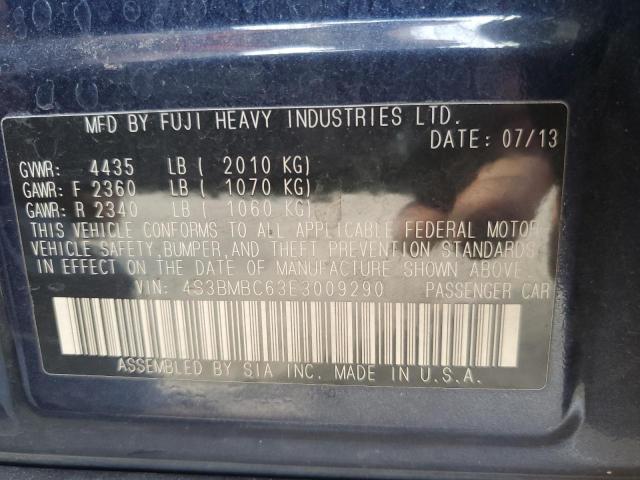 MFD BY FUJI HEAVY INDUSTRIES LTD.
DATE: 07/13
GVWR: 4435 LB ( 2010 KG)
GAWR: F 2360 LB ( 1070 KG)
GAWR: R 2340 LB ( 1060 KG)
THIS VEHICLE CONFORMS TO ALL APPLICABLE FEDERAL MOTOR
VEHICLE SAFETY,BUMPER,AND THEFT PREVENTION STANDARDS
IN EFFECT ON THE DATE OF MANUFACTURE SHOWN ABOVE.
VIN: 4S3BMBC63E3009290 PASSENGER CAR
ASSEMBLED BY SIA INC. MADE IN U.S.A.